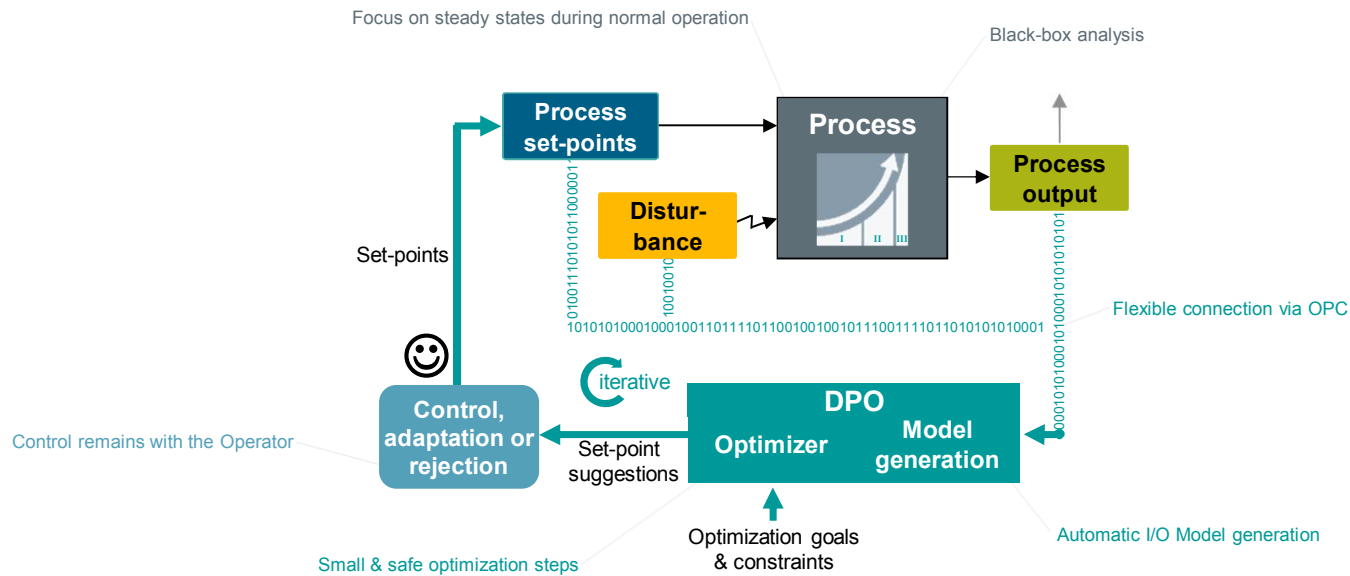 Focus on steady states during normal operation
Black-box analysis
Process
set-points
Process
I
II
III
Process
output
Distur-
bance
Set-points
Flexible connection via OPC
iterative
DPO
Control,
adaptation or
rejection
Optimizer
Model
generation
Control remains with the Operator
Set-point
suggestions
Optimization goals
& constraints
Automatic I/O Model generation
Small & safe optimization steps